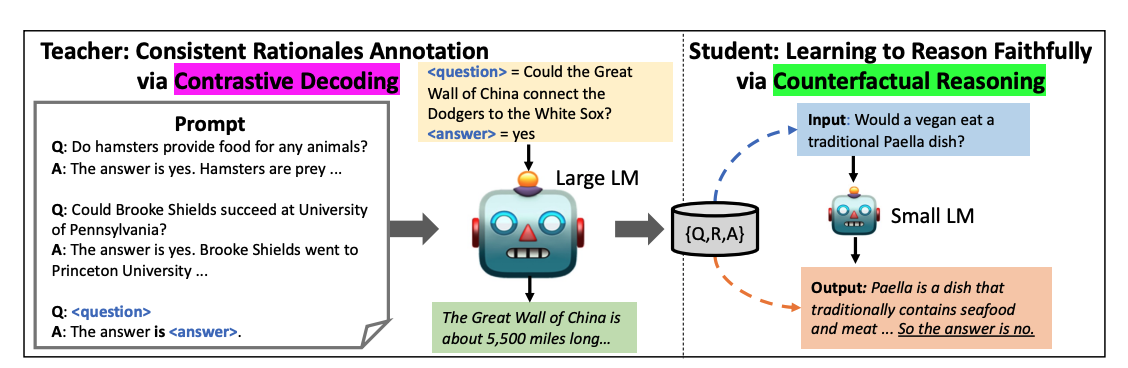 Teacher: Consistent Rationales Annotation
via Contrastive Decoding
Prompt
Q: Do hamsters provide food for any animals?
A: The answer is yes. Hamsters are prey ...
Q: Could Brooke Shields succeed at University
of Pennsylvania?
A: The answer is yes. Brooke Shields went to
Princeton University ...
Q: <question>
A: The answer is <answer>.
<question> = Could the Great
Wall of China connect the
Dodgers to the White Sox?
<answer> = yes
Large LM
The Great Wall of China is
about 5,500 miles long...
{Q,R,A}
Student: Learning to Reason Faithfully
via Counterfactual Reasoning
Input: Would a vegan eat a
traditional Paella dish?
Small LM
Output: Paella is a dish that
traditionally contains seafood
and meat ... So the answer is no.